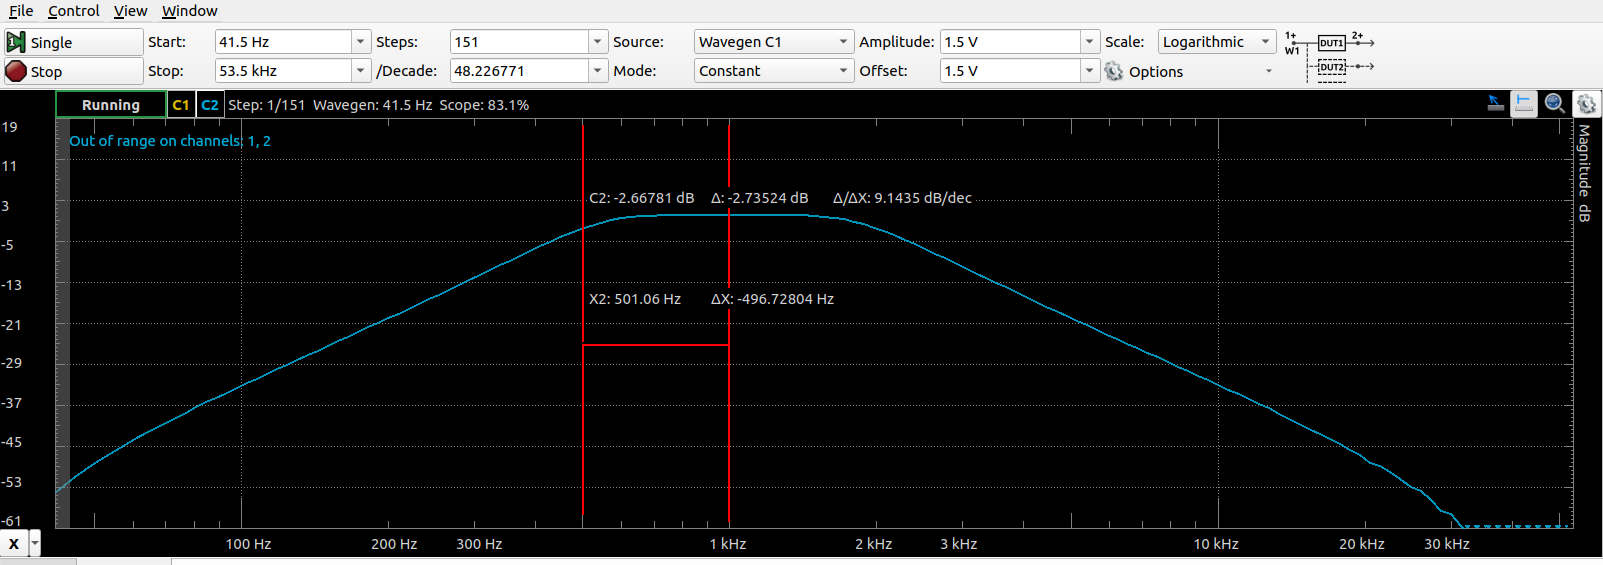 File Control View Window
Single Start: 41.5 Hz Steps: 151 Source: Wavegen C1 Amplitude: 1.5 V Scale: Logarithmic 1+ DUT1 2+
W1
Stop Stop: 53.5 kHz /Decade: 48.226771 Mode: Constant Offset: 1.5 V Options DUT2
Running C1 C2 Step: 1/151 Wavegen: 41.5 Hz Scope: 83.1%
Out of range on channels: 1, 2
C2: -2.66781 dB Δ: -2.73524 dB Δ/ΔX: 9.1435 dB/dec
X2: 501.06 Hz ΔX: -496.72804 Hz
19
11
3
-5
-13
-21
-29
-37
-45
-53
-61
Magnitude dB
X 100 Hz 200 Hz 300 Hz 1 kHz 2 kHz 3 kHz 10 kHz 20 kHz 30 kHz